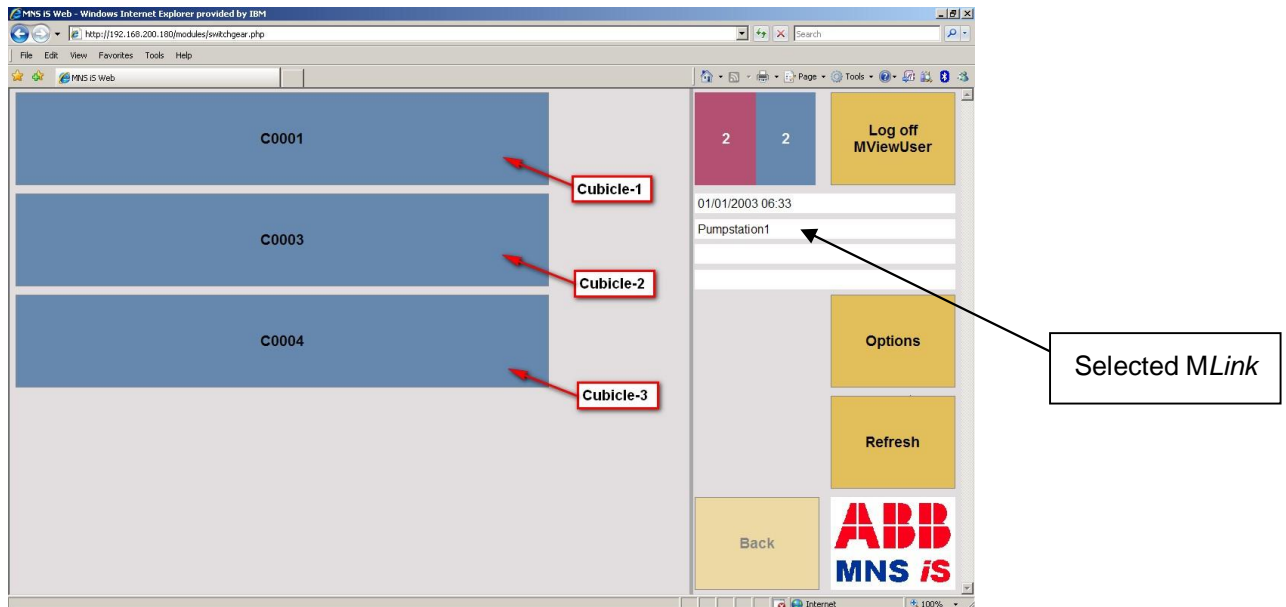 MNS iS Web - Windows Internet Explorer provided by IBM
http://192.168.200.180/modules/switchgear.php
Search
File Edit View Favorites Tools Help
MNS iS Web
Page Tools
C0001
Cubicle-1
C0003
Cubicle-2
C0004
Cubicle-3
2 2
Log off
MViewUser
01/01/2003 06:33
Pumpstation1
Selected MLink
Options
Refresh
Back
ABB
MNS iS
Internet 100%